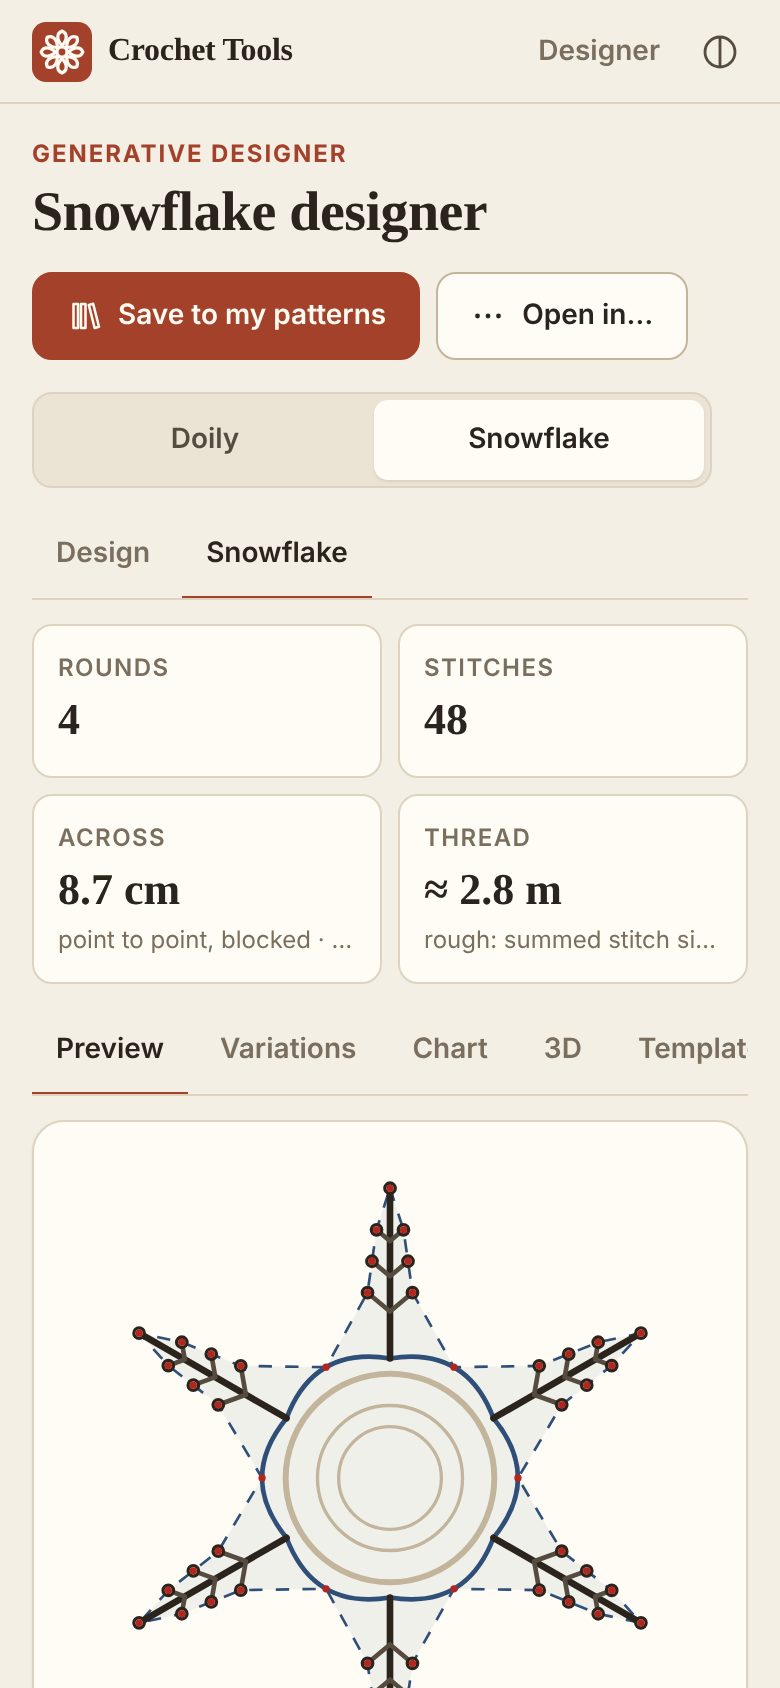 Crochet Tools
Designer
GENERATIVE DESIGNER
Snowflake designer
Save to my patterns
··· Open in...
Doily
Snowflake
Design
Snowflake
ROUNDS
4
STITCHES
48
ACROSS
8.7 cm
point to point, blocked · ...
THREAD
≈ 2.8 m
rough: summed stitch si...
Preview
Variations
Chart
3D
Templat